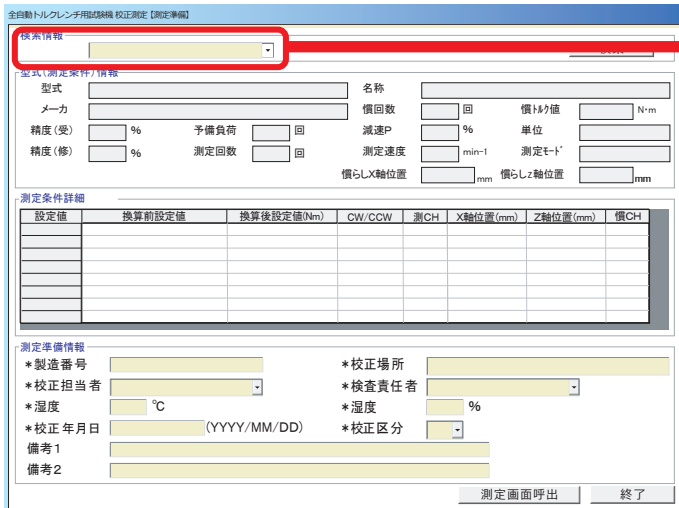 全自動トルクレンチ用試験機 校正測定【測定準備】
検索情報
型式(測定条件)情報
型式 名称
メーカ 慣回数 回 慣トルク値 N・m
精度(受) % 予備負荷 回 減速P % 単位
精度(修) % 測定回数 回 測定速度 min-1 測定モード
慣らしX軸位置 mm 慣らしz軸位置 mm
測定条件詳細
設定値 換算前設定値 換算後設定値(Nm) CW/CCW 測CH X軸位置(mm) Z軸位置(mm) 慣CH
測定準備情報
*製造番号 *校正場所
*校正担当者 *検査責任者
*湿度 ℃ *湿度 %
*校正年月日 (YYYY/MM/DD) *校正区分
備考1
備考2
測定画面呼出 終了